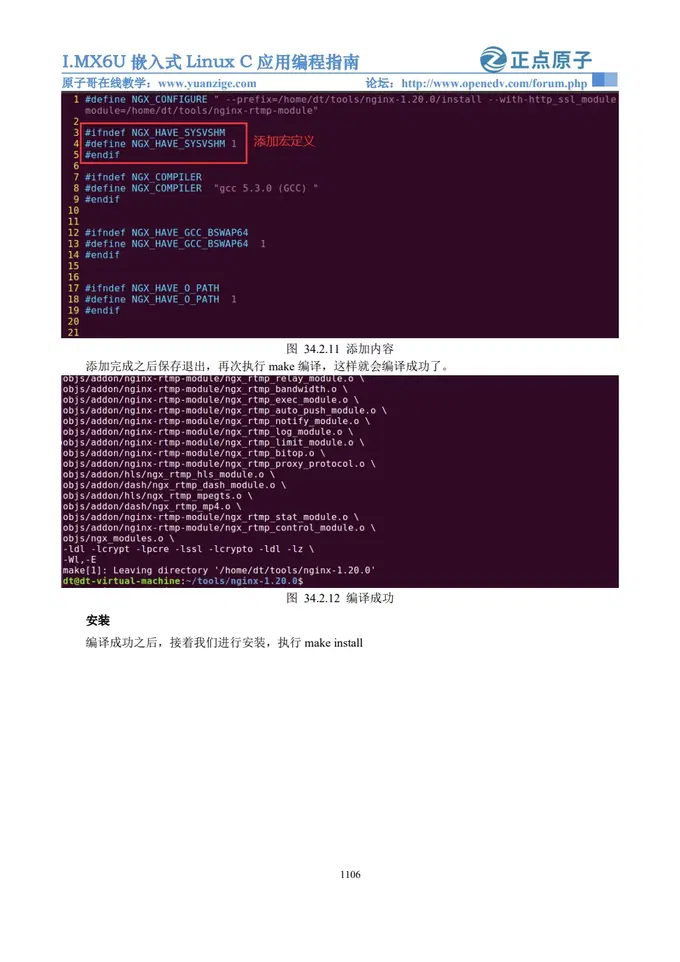 I.MX6U 嵌入式 Linux C 应用编程指南
正点原子
原子哥在线教学：www.yuanzige.com 论坛：http://www.openedv.com/forum.php
1 #define NGX_CONFIGURE " --prefix=/home/dt/tools/nginx-1.20.0/install --with-http_ssl_module
module=/home/dt/tools/nginx-rtmp-module"
2
3 #ifndef NGX_HAVE_SYSVSHM
4 #define NGX_HAVE_SYSVSHM 1 添加宏定义
5 #endif
6
7 #ifndef NGX_COMPILER
8 #define NGX_COMPILER "gcc 5.3.0 (GCC) "
9 #endif
10
11
12 #ifndef NGX_HAVE_GCC_BSWAP64
13 #define NGX_HAVE_GCC_BSWAP64 1
14 #endif
15
16
17 #ifndef NGX_HAVE_O_PATH
18 #define NGX_HAVE_O_PATH 1
19 #endif
20
21
图 34.2.11 添加内容
添加完成之后保存退出，再次执行 make 编译，这样就会编译成功了。
objs/addon/nginx-rtmp-module/ngx_rtmp_relay_module.o \
objs/addon/nginx-rtmp-module/ngx_rtmp_bandwidth.o \
objs/addon/nginx-rtmp-module/ngx_rtmp_exec_module.o \
objs/addon/nginx-rtmp-module/ngx_rtmp_auto_push_module.o \
objs/addon/nginx-rtmp-module/ngx_rtmp_notify_module.o \
objs/addon/nginx-rtmp-module/ngx_rtmp_log_module.o \
objs/addon/nginx-rtmp-module/ngx_rtmp_limit_module.o \
objs/addon/nginx-rtmp-module/ngx_rtmp_bitop.o \
objs/addon/nginx-rtmp-module/ngx_rtmp_proxy_protocol.o \
objs/addon/hls/ngx_rtmp_hls_module.o \
objs/addon/dash/ngx_rtmp_dash_module.o \
objs/addon/hls/ngx_rtmp_mpegts.o \
objs/addon/dash/ngx_rtmp_mp4.o \
objs/addon/nginx-rtmp-module/ngx_rtmp_stat_module.o \
objs/addon/nginx-rtmp-module/ngx_rtmp_control_module.o \
objs/ngx_modules.o \
-ldl -lcrypt -lpcre -lssl -lcrypto -ldl -lz \
-Wl,-E
make[1]: Leaving directory '/home/dt/tools/nginx-1.20.0'
dt@dt-virtual-machine:~/tools/nginx-1.20.0$
图 34.2.12 编译成功
安装
编译成功之后，接着我们进行安装，执行 make install
1106